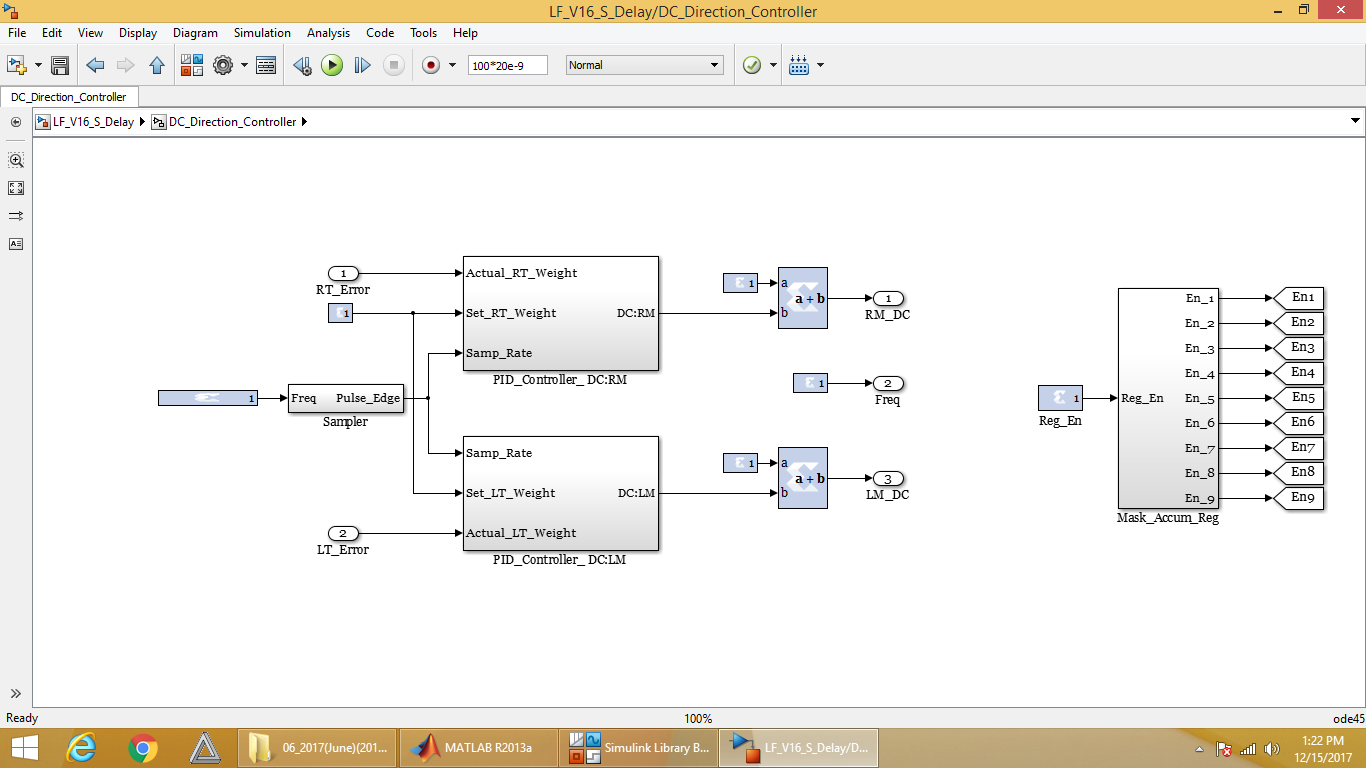 LF_V16_S_Delay/DC_Direction_Controller
File Edit View Display Diagram Simulation Analysis Code Tools Help
100*20e-9 Normal
DC_Direction_Controller
LF_V16_S_Delay DC_Direction_Controller
1
RT_Error
1
Actual_RT_Weight
Set_RT_Weight DC:RM
Samp_Rate
PID_Controller_ DC:RM
1
a
a + b
b
1
RM_DC
1
Freq Pulse_Edge
Sampler
1
2
Freq
Samp_Rate
Set_LT_Weight DC:LM
Actual_LT_Weight
PID_Controller_ DC:LM
2
LT_Error
1
a
a + b
b
3
LM_DC
1
Reg_En
Reg_En
En_1 En1
En_2 En2
En_3 En3
En_4 En4
En_5 En5
En_6 En6
En_7 En7
En_8 En8
En_9 En9
Mask_Accum_Reg
Ready 100% ode45
06_2017(June)(201... MATLAB R2013a Simulink Library B... LF_V16_S_Delay/D...
1:22 PM
12/15/2017